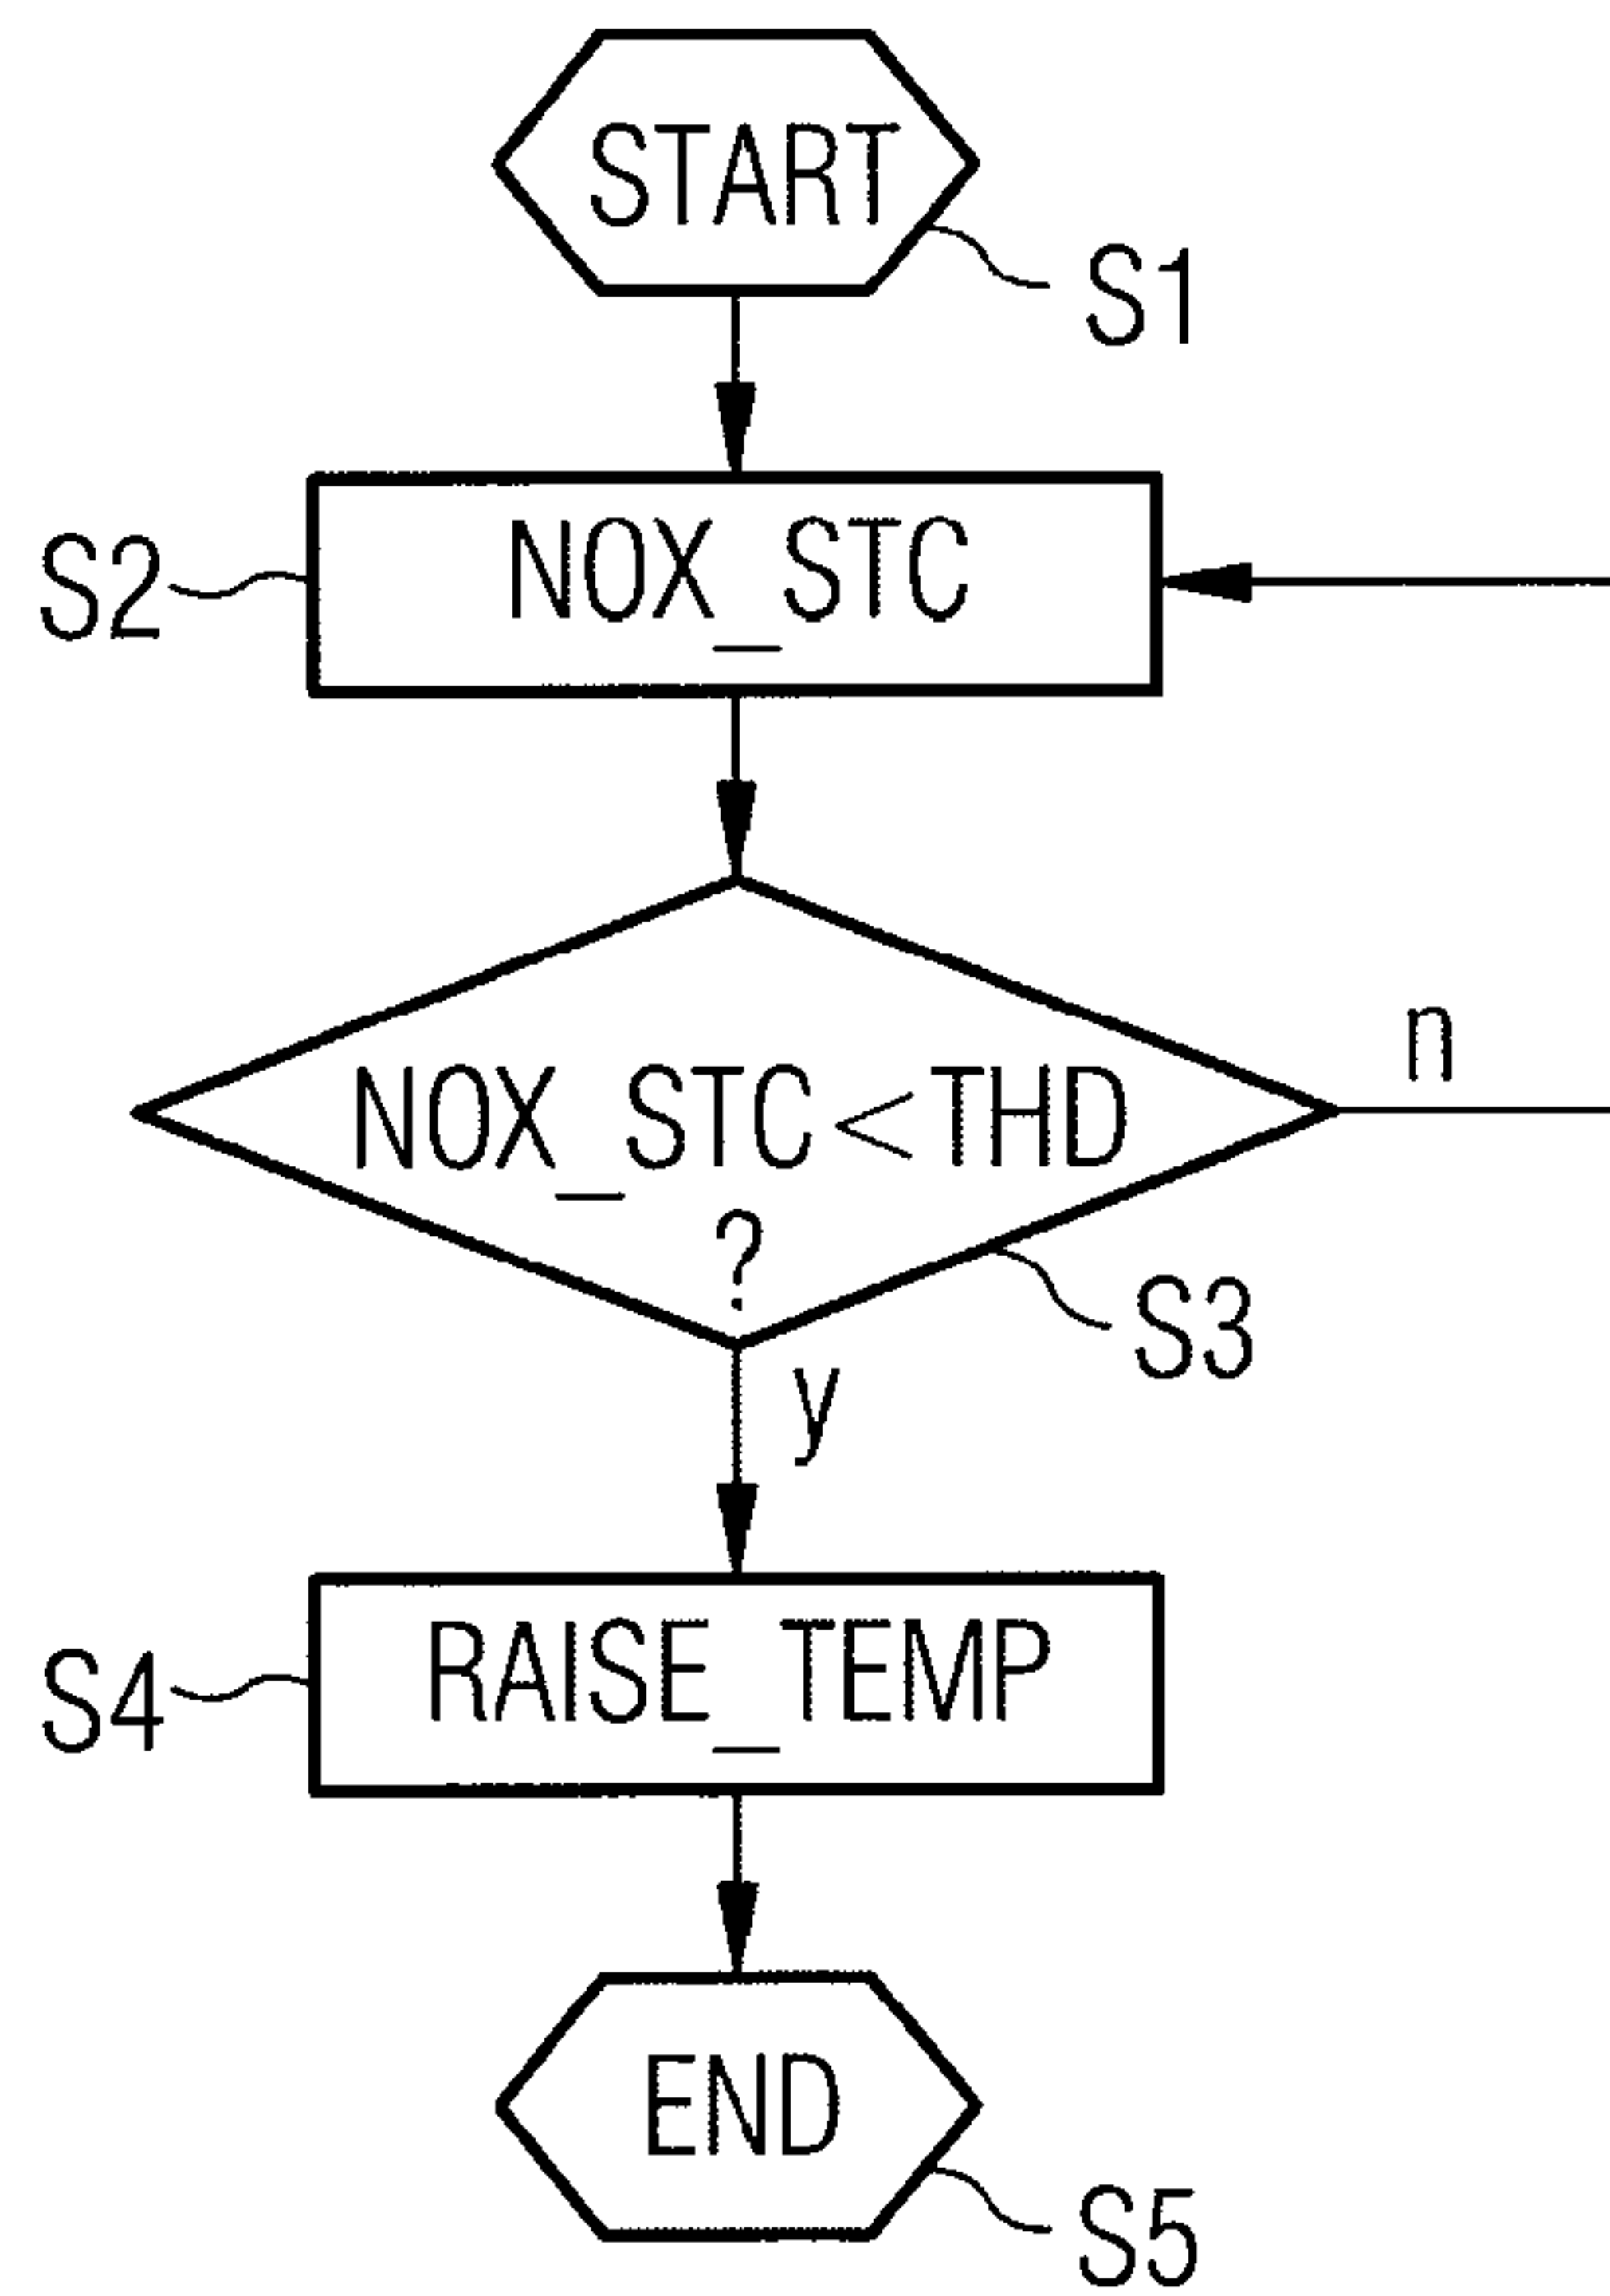 START
S1
S2
NOX_STC
n
NOX_STC<THD
?
S3
y
S4
RAISE_TEMP
END
S5